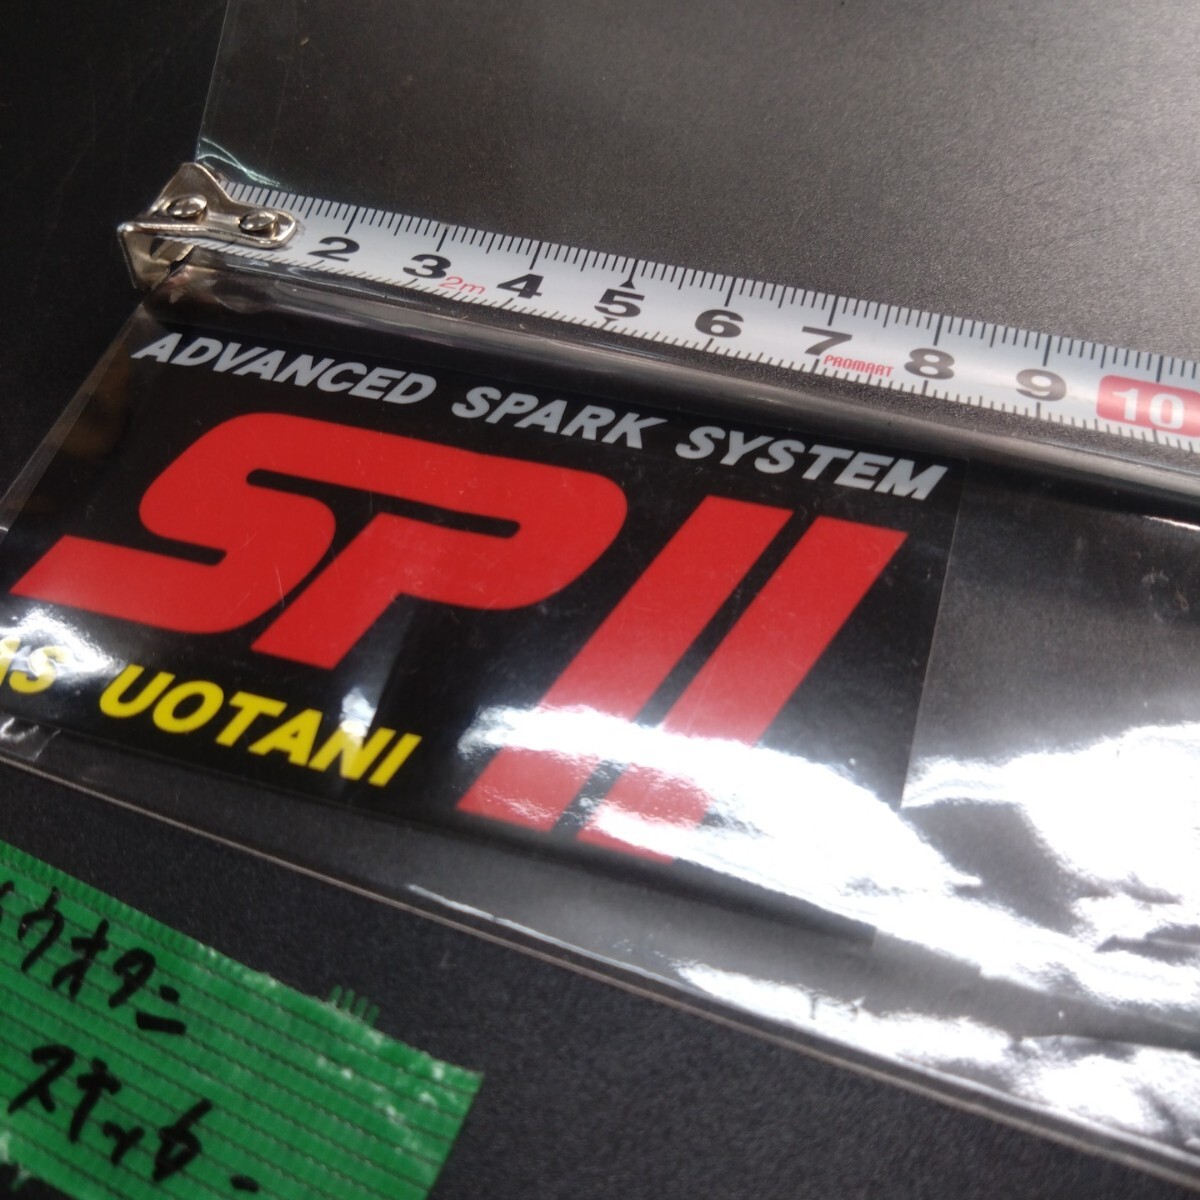 2 3 4 5 6 7 8 9 10
2m
PROMART
ADVANCED SPARK SYSTEM
SPII
UOTANI
ウオタニ
ステッカー